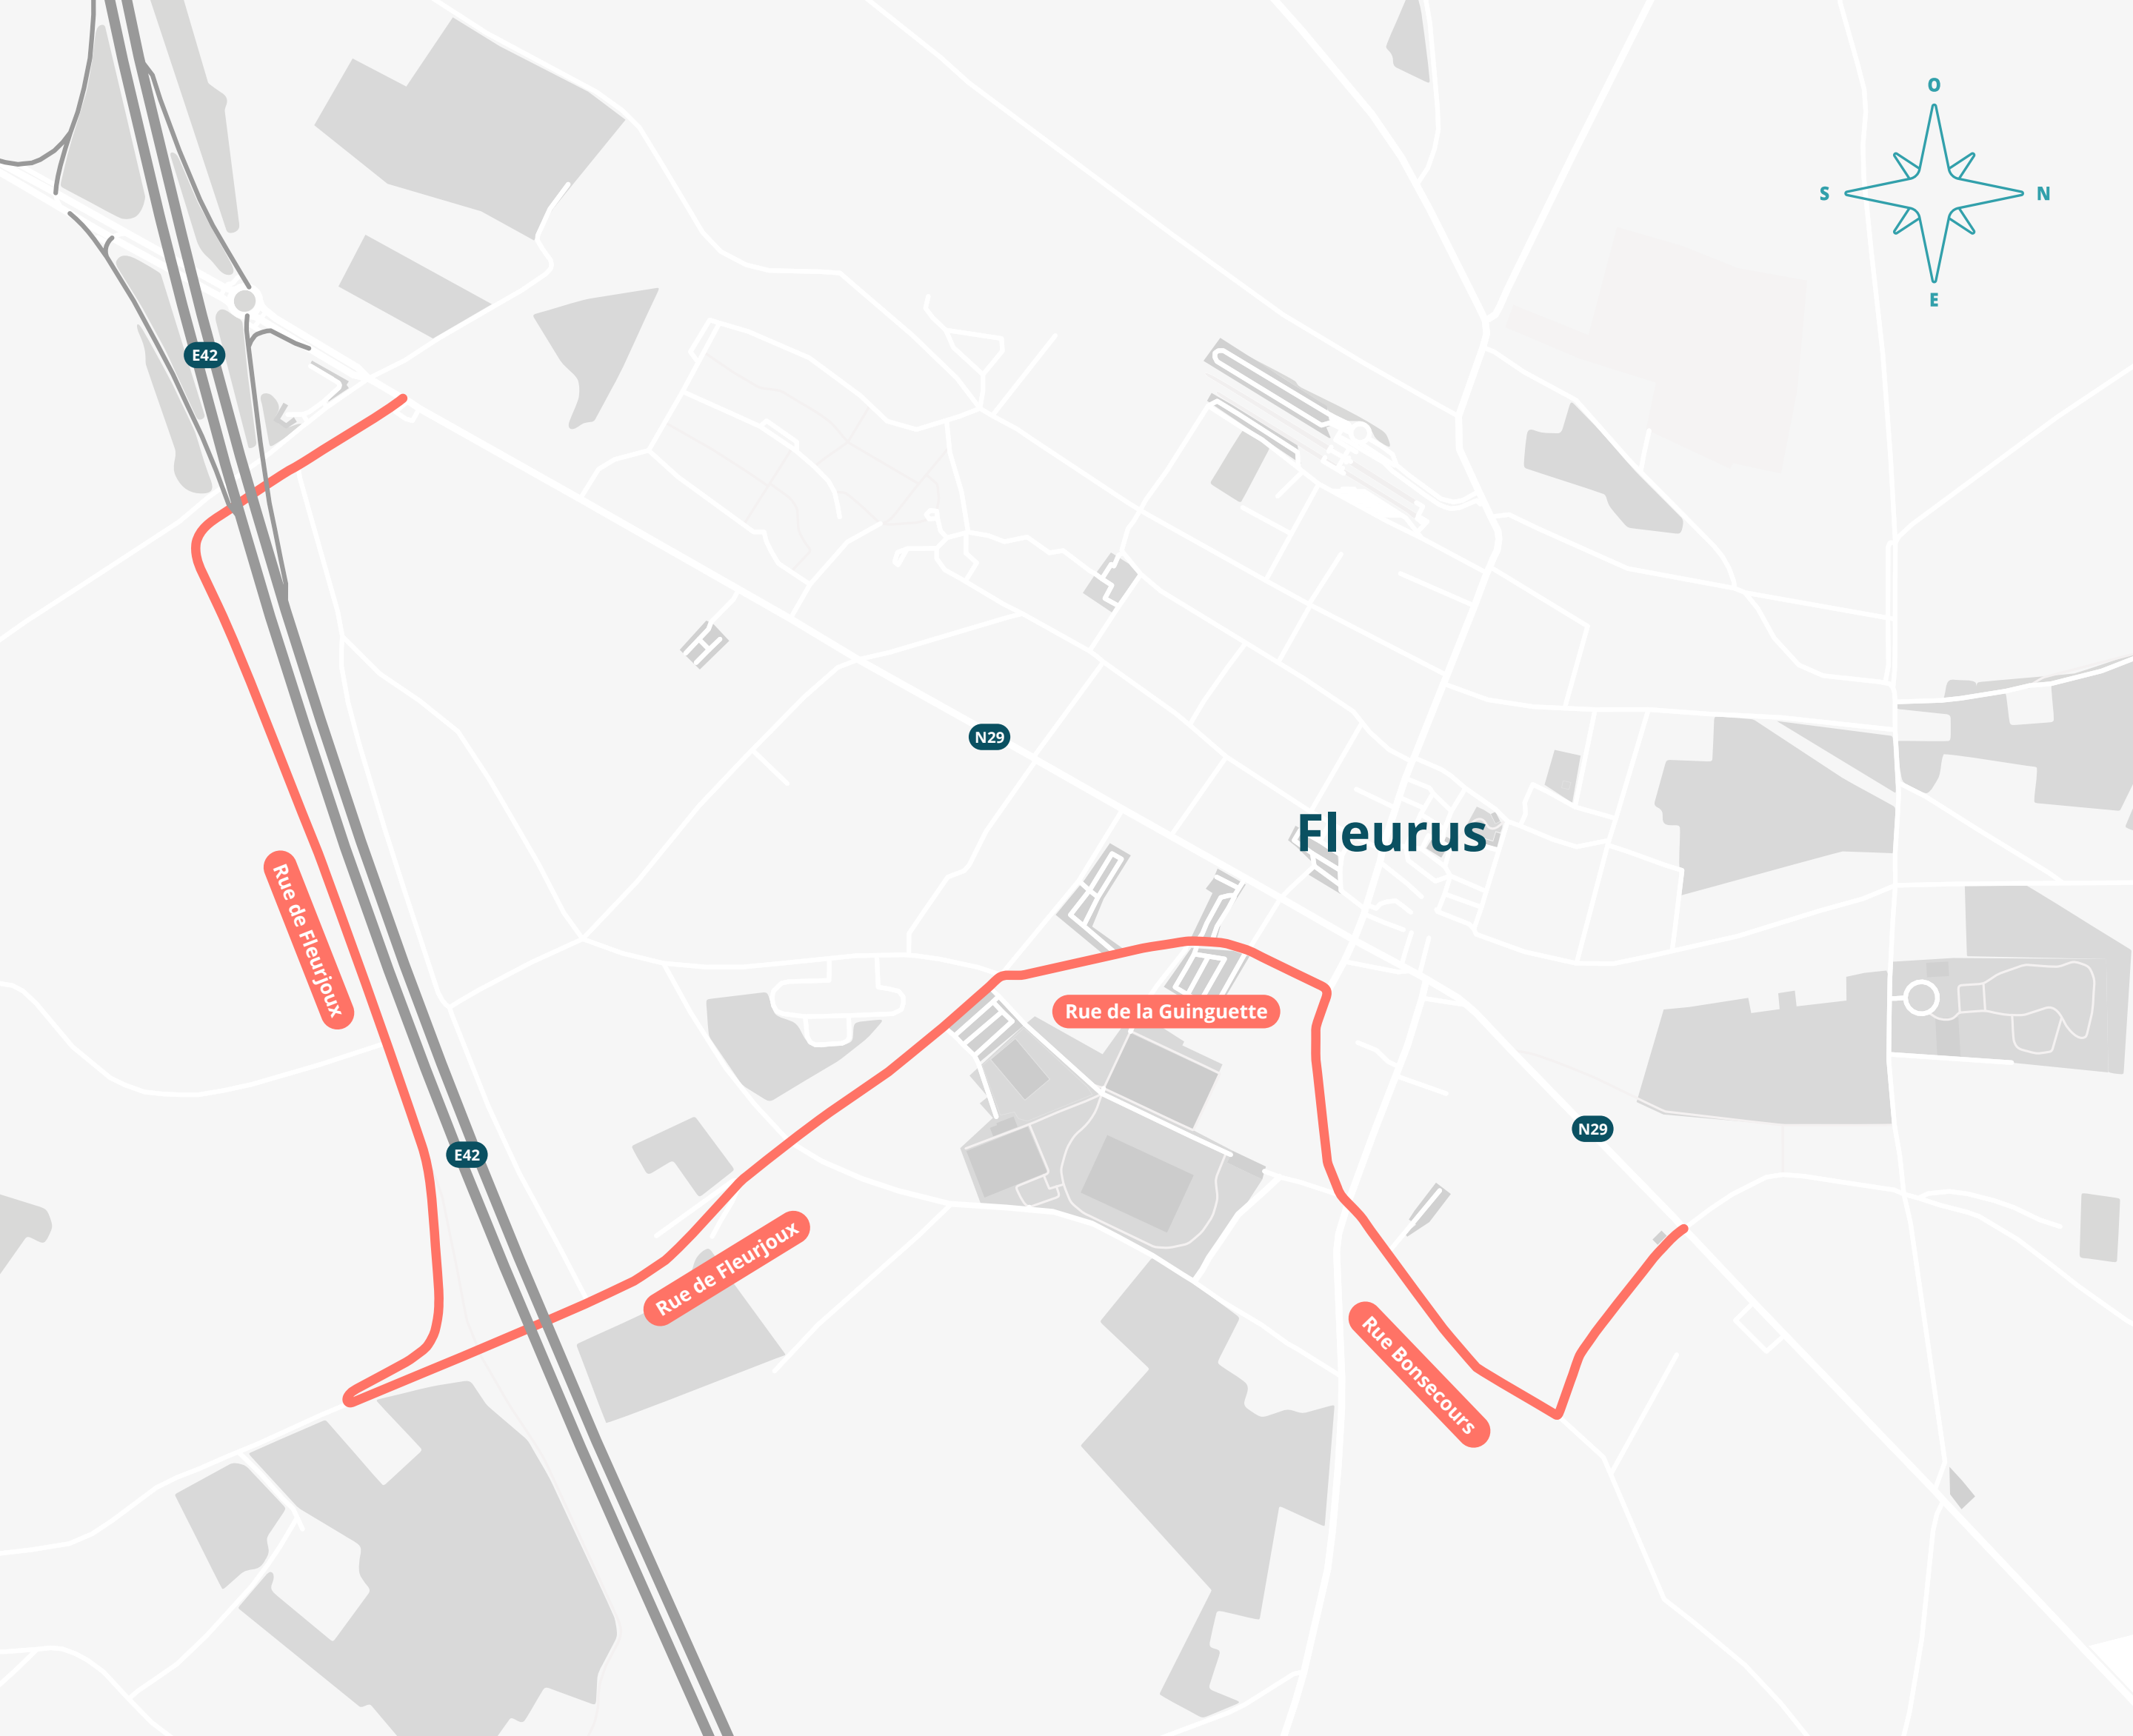 O
S
N
E
E42
N29
Fleurus
Rue de Fleurjoux
Rue de la Guinguette
N29
E42
Rue de Fleurjoux
Rue Bonsecours